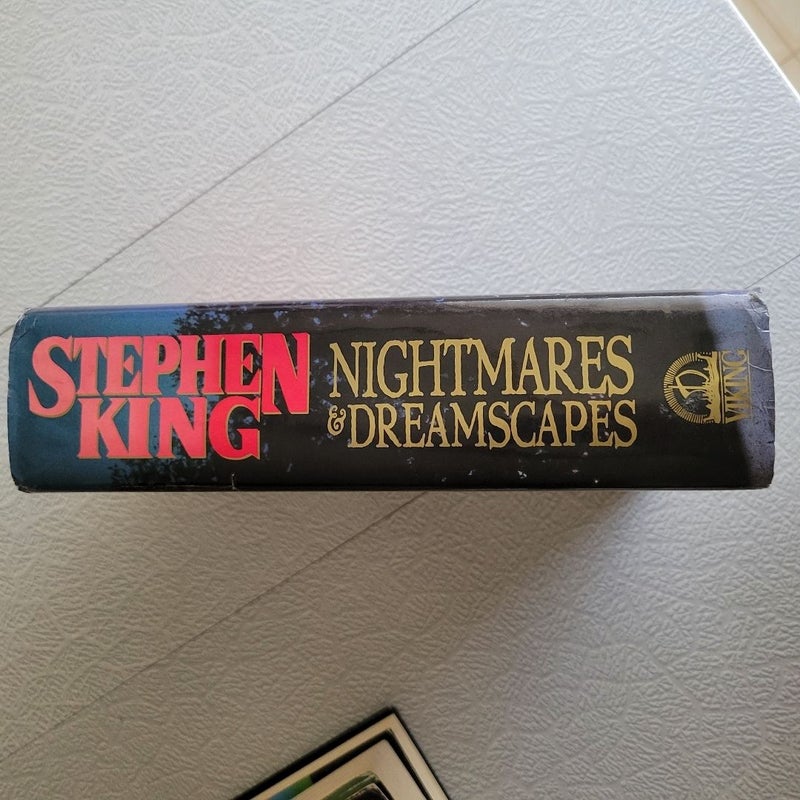 STEPHEN
KING
NIGHTMARES
& DREAMSCAPES
VIKING